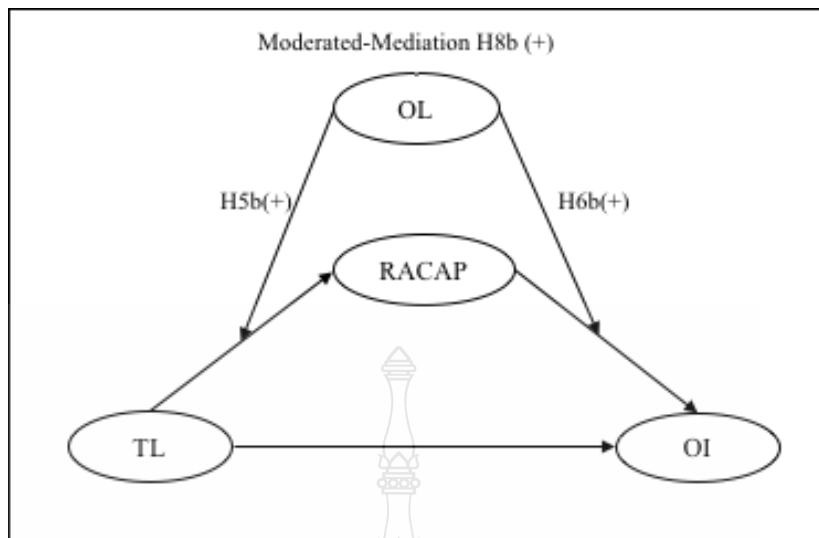 Moderated-Mediation H8b (+)
OL
H5b(+)
H6b(+)
RACAP
TL
OI